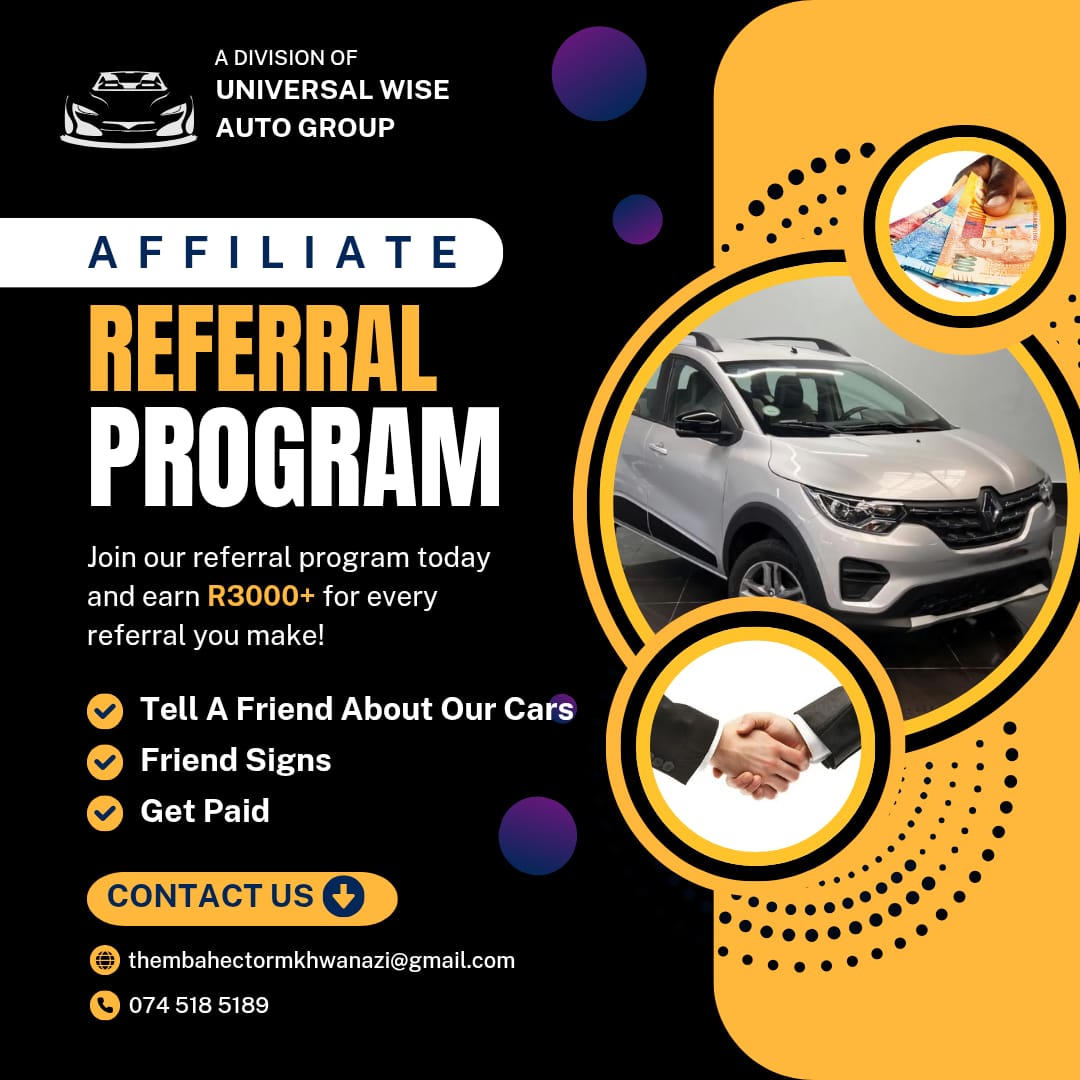 A DIVISION OF
UNIVERSAL WISE
AUTO GROUP
AFFILIATE
REFERRAL
PROGRAM
Join our referral program today
and earn R3000+ for every
referral you make!
Tell A Friend About Our Cars
Friend Signs
Get Paid
CONTACT US
thembahectormkhwanazi@gmail.com
074 518 5189